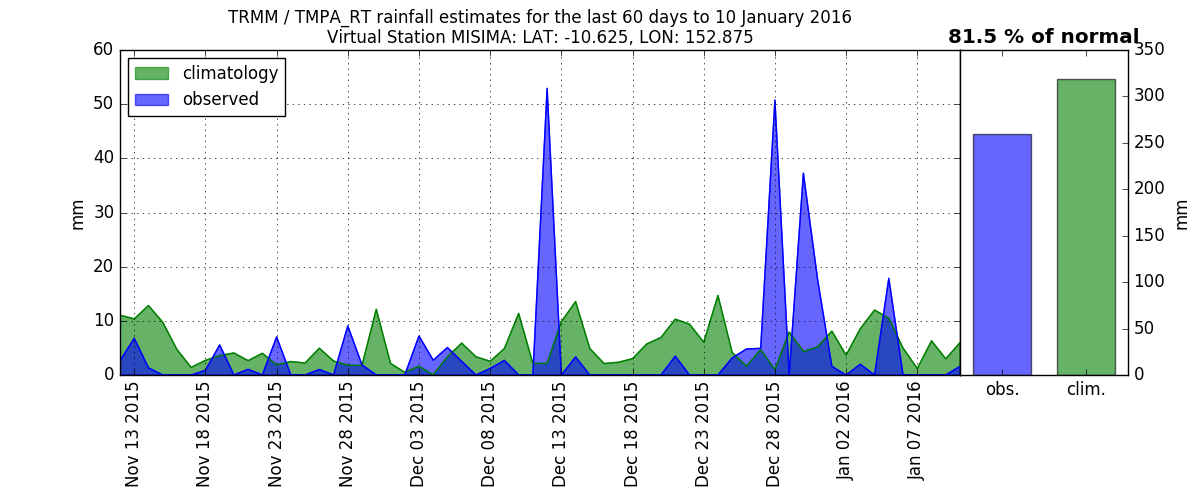 TRMM / TMPA_RT rainfall estimates for the last 60 days to 10 January 2016
Virtual Station MISIMA: LAT: -10.625, LON: 152.875
81.5 % of normal
climatology
observed
60
50
40
30
20
10
0
mm
350
300
250
200
150
100
50
0
mm
Nov 13 2015
Nov 18 2015
Nov 23 2015
Nov 28 2015
Dec 03 2015
Dec 08 2015
Dec 13 2015
Dec 18 2015
Dec 23 2015
Dec 28 2015
Jan 02 2016
Jan 07 2016
obs.
clim.